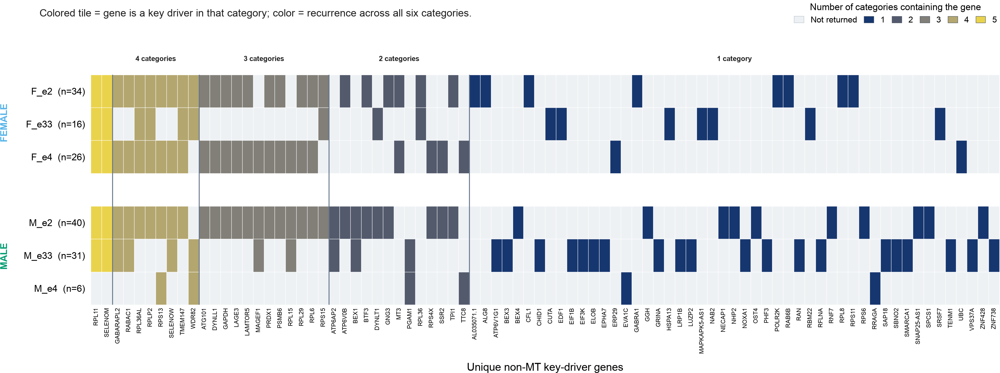 Colored tile = gene is a key driver in that category; color = recurrence across all six categories.
Number of categories containing the gene
Not returned 1 2 3 4 5
4 categories 3 categories 2 categories 1 category
FEMALE
F_e2 (n=34)
F_e33 (n=16)
F_e4 (n=26)
MALE
M_e2 (n=40)
M_e33 (n=31)
M_e4 (n=6)
RPL11
SELENOM
GABARAPL2
RABAC1
RPL36AL
RPLP2
RPS13
SELENOW
TMEM147
WDR82
ATG101
DYNLL1
GAPDH
LAGE3
LAMTOR5
MAGEF1
PRDX1
PSMB6
RPL15
RPL29
RPL6
RPS15
ATP6AP2
ATP6V0B
BEX1
BTF3
DYNLT1
GNG3
MT3
PGAM1
RPL36
RPS4X
SSR2
TPI1
TTC8
AL035071.1
ALG8
ATP6V1G1
BEX3
BEX4
CFL1
CHID1
CUTA
EDF1
EIF1B
EIF3K
ELOB
EPHA7
ERP29
EVA1C
GABRA1
GGH
GRINA
HSPA13
LRP1B
LUZP2
MAPKAPK5-AS1
NAB2
NECAP1
NHP2
NOXA1
OST4
PHF3
POLR2K
RAB6B
RAN
RBM22
RFLNA
RNF7
RPL8
RPS11
RPS6
RRAGA
SAP18
SBNO2
SMARCA1
SNAP25-AS1
SPCS1
SRSF7
TENM1
UBC
VPS37A
ZNF428
ZNF738
Unique non-MT key-driver genes